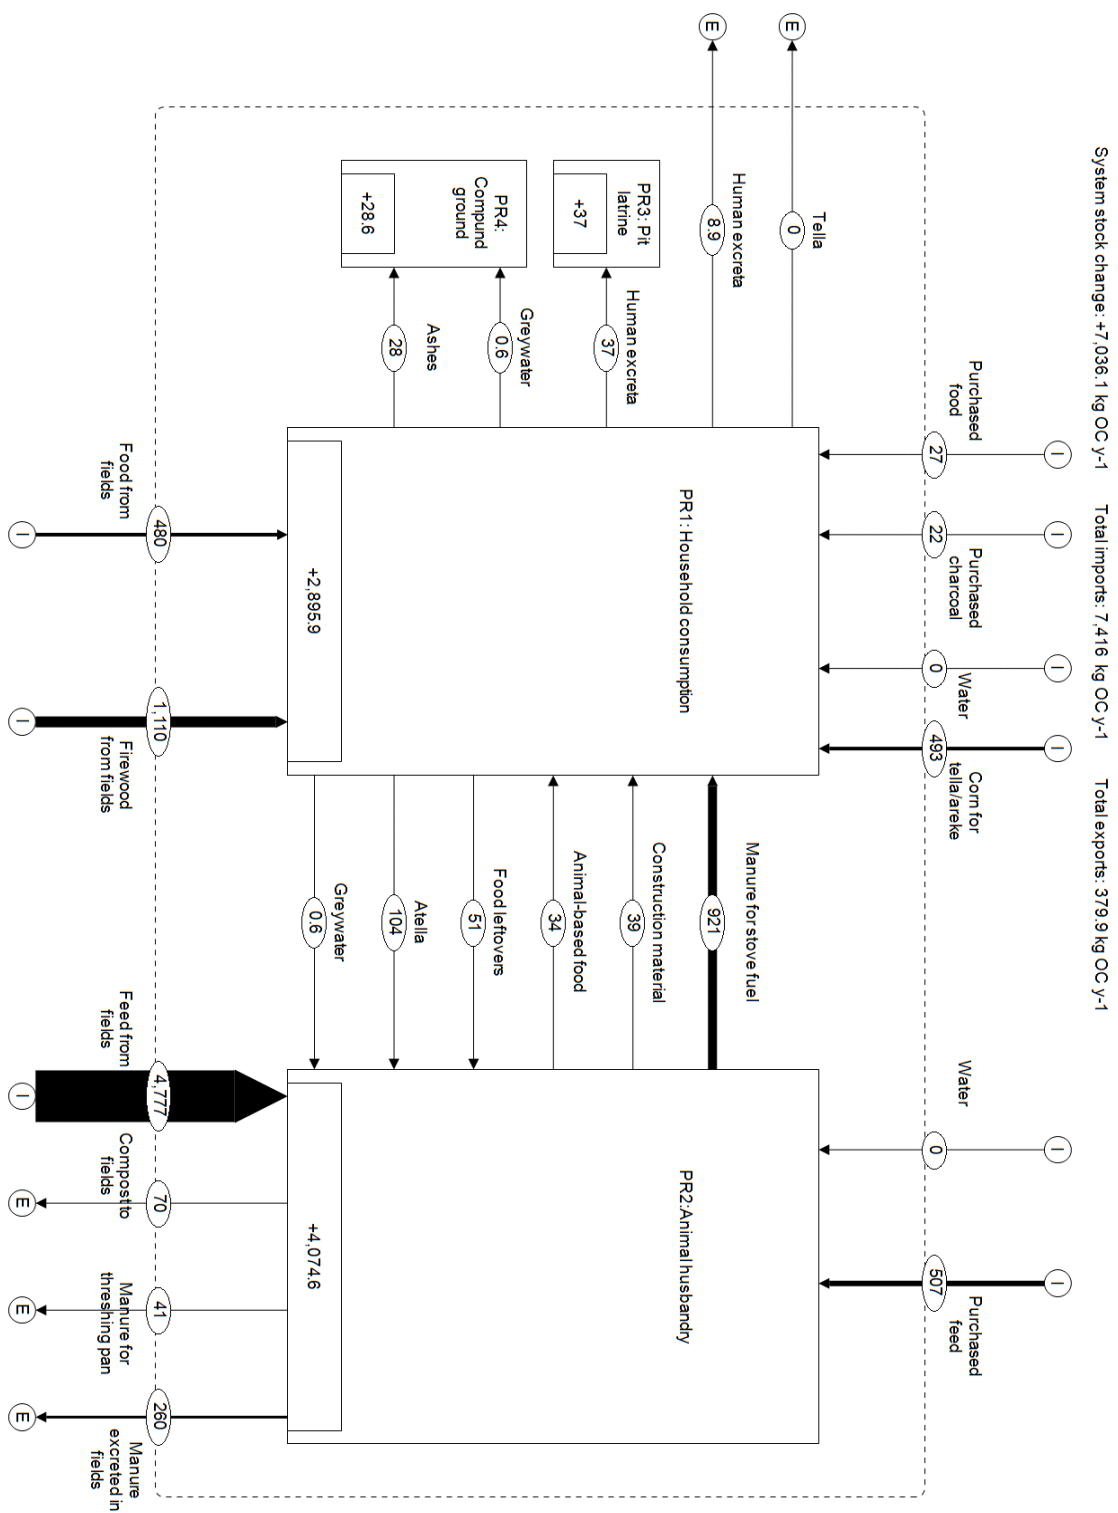 System stock change: +7,036.1 kg OC y-1 Total imports: 7,416 kg OC y-1 Total exports: 379.9 kg OC y-1
I
I
I
I
I
I
Purchased
food
27
22
Purchased
charcoal
0
Water
493
Corn for
tella/areke
Water
0
507
Purchased
feed
E
Tella
0
E
Human excreta
8.9
PR3: Pit
latrine
+37
Human excreta
37
PR4:
Compund
ground
+28.6
Greywater
0.6
Ashes
28
PR1: Household consumption
+2,895.9
Manure for stove fuel
921
Construction material
39
Animal-based food
34
Food leftovers
51
Atella
104
Greywater
0.6
PR2:Animal husbandry
+4,074.6
Food from
fields
480
1,110
Firewood
from fields
Feed from
fields
4,777
Compost to
fields
70
41
Manure for
threshing pan
260
Manure
excreted in
fields
I
I
I
E
E
E